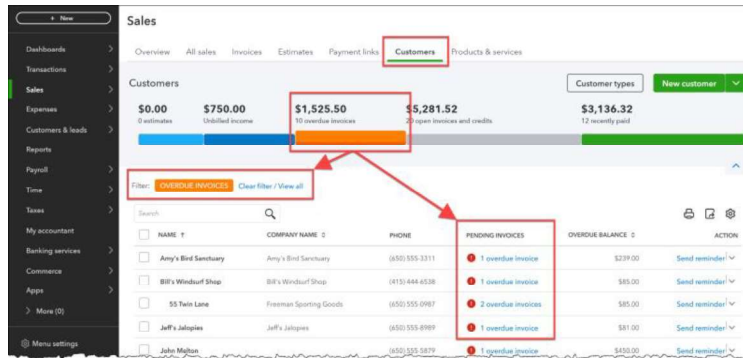 + New
Dashboards
Transactions
Sales
Expenses
Customers & leads
Reports
Payroll
Time
Taxes
My accountant
Banking services
Commerce
Apps
More (0)
Menu settings
Sales
Overview All sales Invoices Estimates Payment links Customers Products & services
Customers Customer types New customer
$0.00 $750.00 $1,525.50 $5,281.52 $3,136.32
0 estimates Unbilled income 10 overdue invoices 20 open invoices and credits 12 recently paid
Filter: OVERDUE INVOICES Clear filter / View all
Search
NAME COMPANY NAME PHONE PENDING INVOICES OVERDUE BALANCE ACTION
Amy's Bird Sanctuary Amy's Bird Sanctuary (650) 555-3311 1 overdue invoice $239.00 Send reminder
Bill's Windsurf Shop Bill's Windsurf Shop (415) 444-6538 1 overdue invoice $85.00 Send reminder
55 Twin Lane Freeman Sporting Goods (650) 555-0987 2 overdue invoices $85.00 Send reminder
Jeff's Jalopies Jeff's Jalopies (650) 555-8989 1 overdue invoice $81.00 Send reminder
John Melton (650) 555-5879 1 overdue invoice $450.00 Send reminder